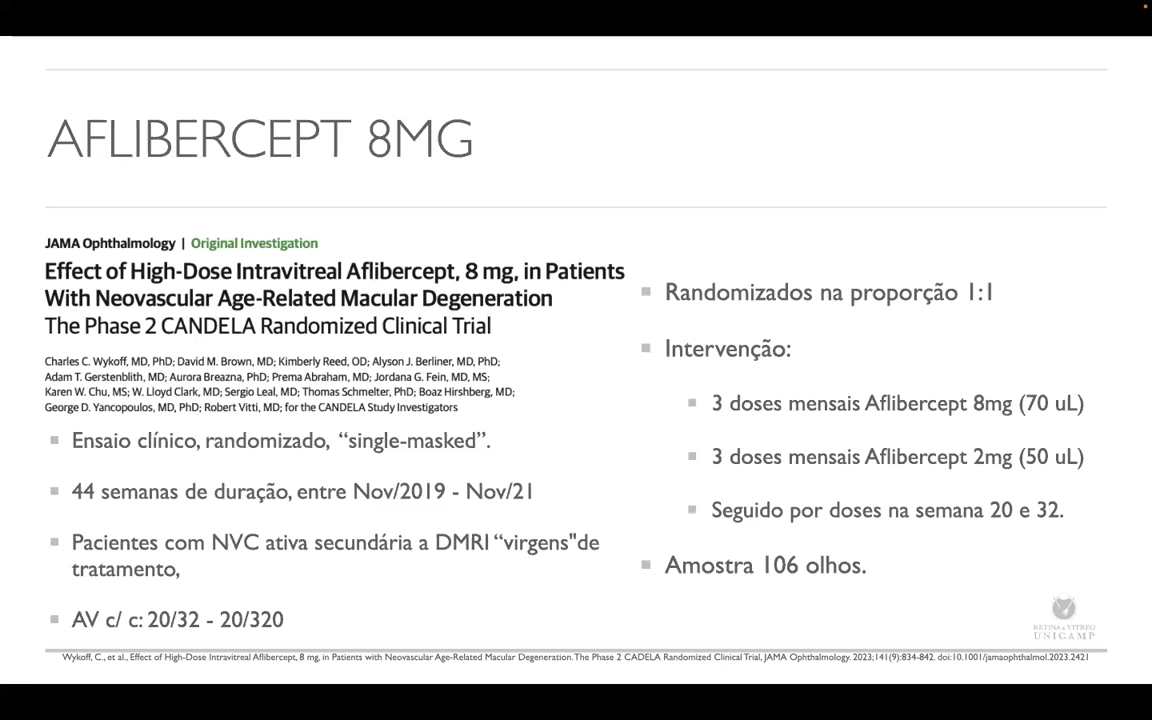 AFLIBERCEPT 8MG
JAMA Ophthalmology | Original Investigation
Effect of High-Dose Intravitreal Aflibercept, 8 mg, in Patients
With Neovascular Age-Related Macular Degeneration
The Phase 2 CANDELA Randomized Clinical Trial
Charles C. Wykoff, MD, PhD; David M. Brown, MD; Kimberly Reed, OD; Alyson J. Berliner, MD, PhD;
Adam T. Gerstenblith, MD; Aurora Breazna, PhD; Prema Abraham, MD; Jordana G. Fein, MD, MS;
Karen W. Chu, MS; W. Lloyd Clark, MD; Sergio Leal, MD; Thomas Schmelter, PhD; Boaz Hirshberg, MD;
George D. Yancopoulos, MD, PhD; Robert Vitti, MD; for the CANDELA Study Investigators
Ensaio clínico, randomizado, “single-masked”.
44 semanas de duração, entre Nov/2019 - Nov/21
Pacientes com NVC ativa secundária a DMRI “virgens"de
tratamento,
AV c/ c: 20/32 - 20/320
Randomizados na proporção 1:1
Intervenção:
3 doses mensais Aflibercept 8mg (70 uL)
3 doses mensais Aflibercept 2mg (50 uL)
Seguido por doses na semana 20 e 32.
Amostra 106 olhos.
RETINA & VITREO
UNICAMP
Wykoff, C., et al., Effect of High-Dose Intravitreal Aflibercept, 8 mg, in Patients with Neovascular Age-Related Macular Degeneration. The Phase 2 CADELA Randomized Clinical Trial, JAMA Ophthalmology. 2023;141(9):834-842. doi:10.1001/jamaophthalmol.2023.2421